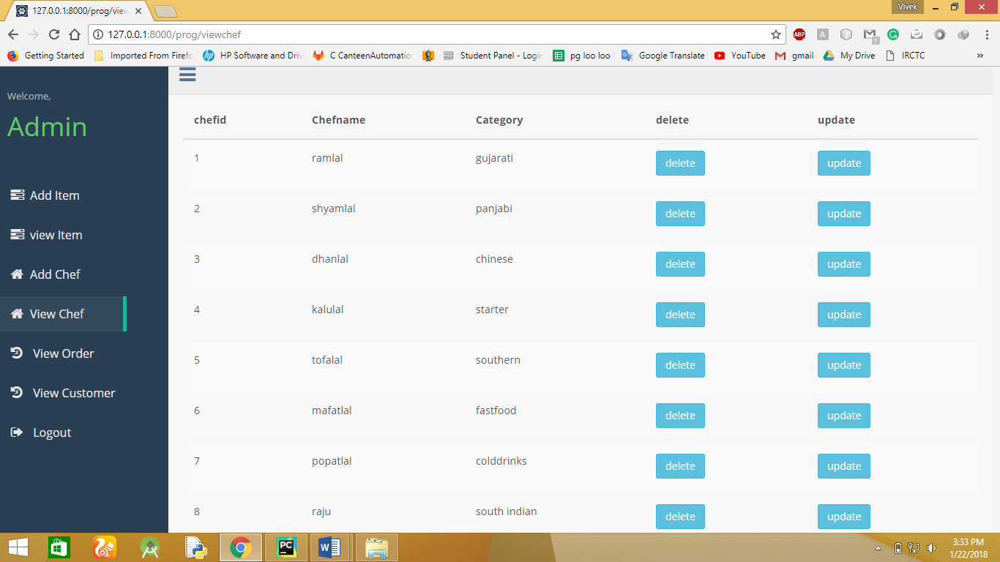 127.0.0.1:8000/prog/view
Vivek
127.0.0.1:8000/prog/viewchef
ABP
A
?
G
Getting Started
Imported From Firefo
HP Software and Driv
C CanteenAutomatio
Student Panel - Login
pg loo loo
Google Translate
YouTube
gmail
My Drive
IRCTC
»
Welcome,
Admin
Add Item
view Item
Add Chef
View Chef
View Order
View Customer
Logout
chefid Chefname Category delete update
1 ramlal gujarati delete update
2 shyamlal panjabi delete update
3 dhanlal chinese delete update
4 kalulal starter delete update
5 tofalal southern delete update
6 mafatlal fastfood delete update
7 popatlal colddrinks delete update
8 raju south indian delete update
PC
W
3:33 PM
1/22/2018